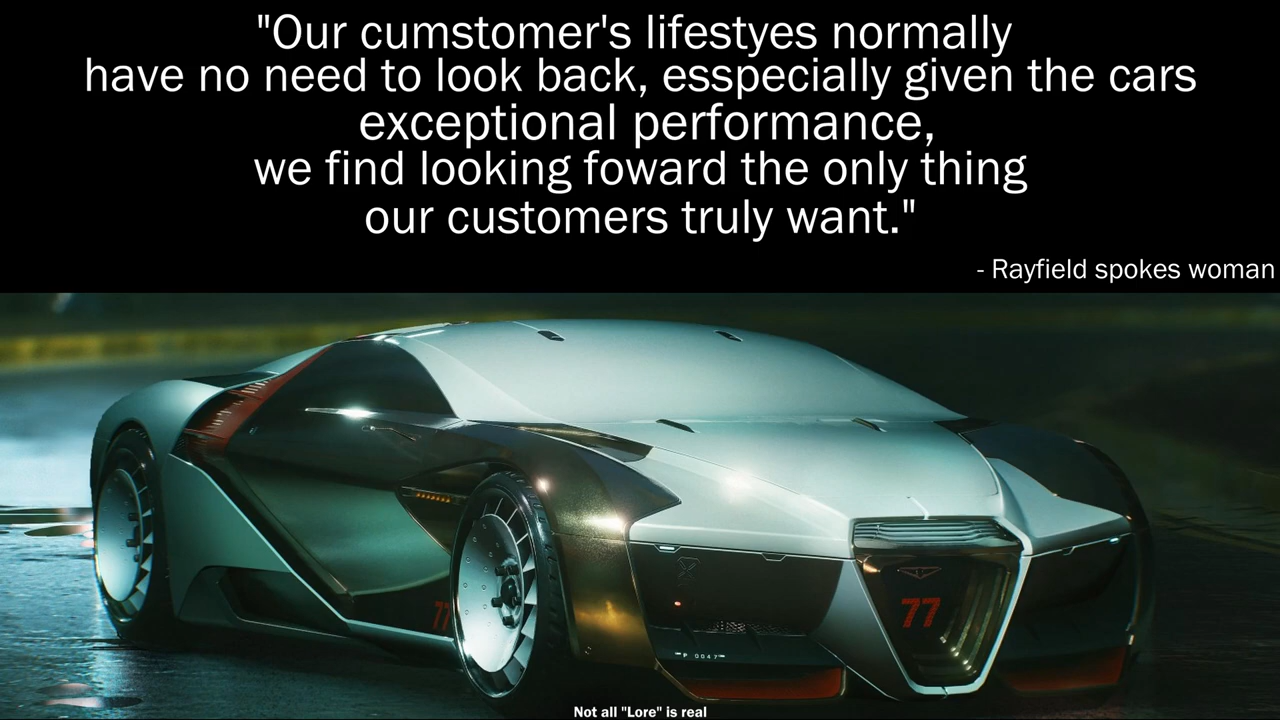 "Our cumstomer's lifestyes normally
have no need to look back, esspecially given the cars
exceptional performance,
we find looking foward the only thing
our customers truly want."
- Rayfield spokes woman
77
77
P 0047
Not all "Lore" is real